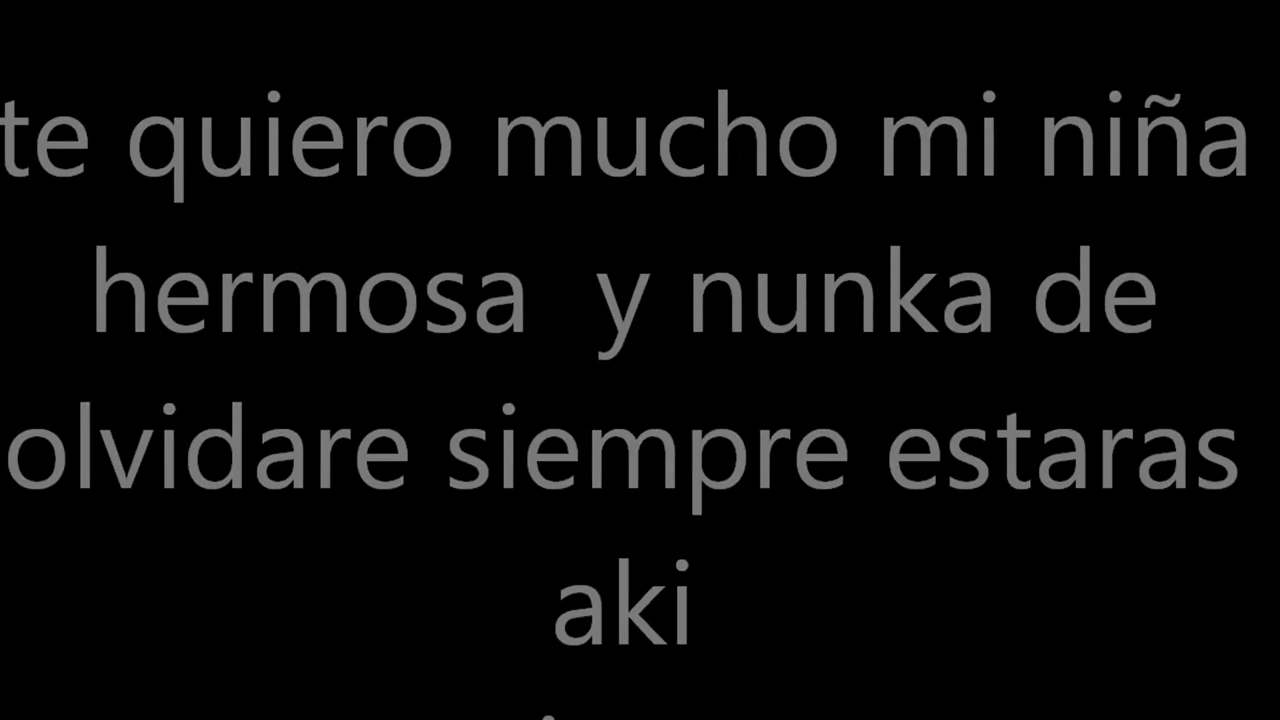 te quiero mucho mi niña
hermosa  y nunka de
olvidare siempre estaras
aki